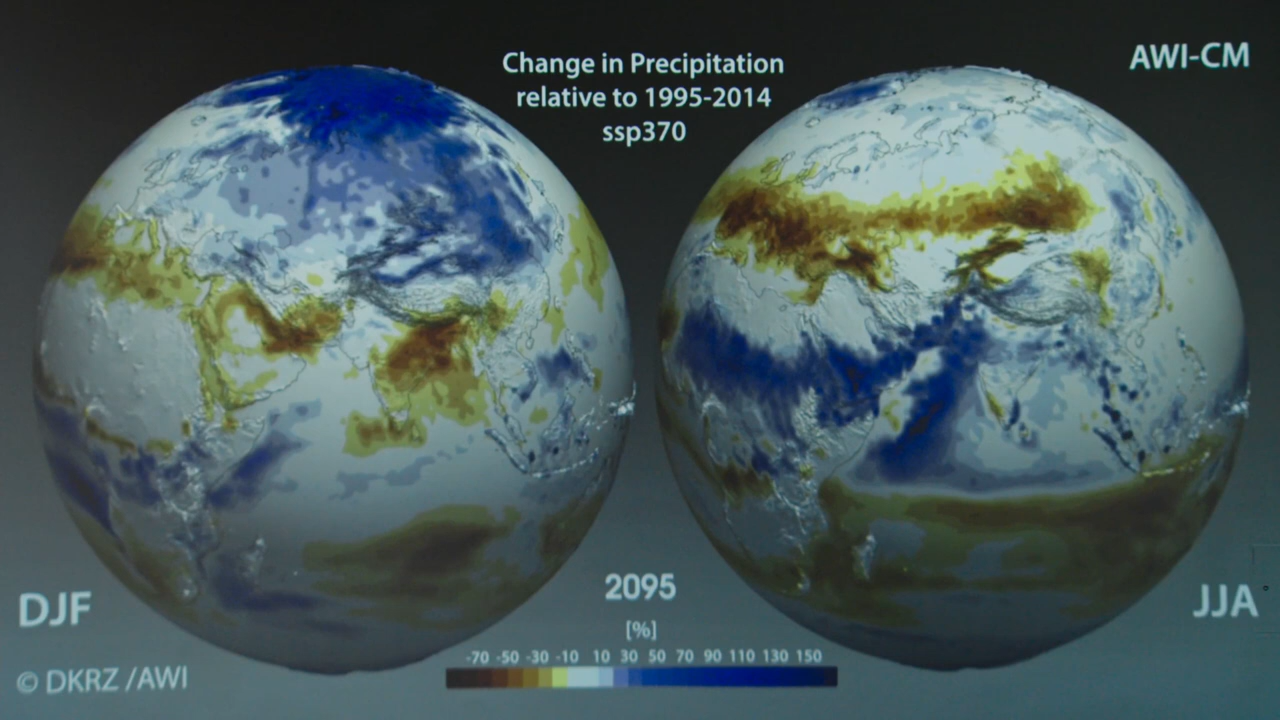 Change in Precipitation
relative to 1995-2014
ssp370
AWI-CM
DJF
JJA
2095
[%]
-70 -50 -30 -10 10 30 50 70 90 110 130 150
© DKRZ /AWI